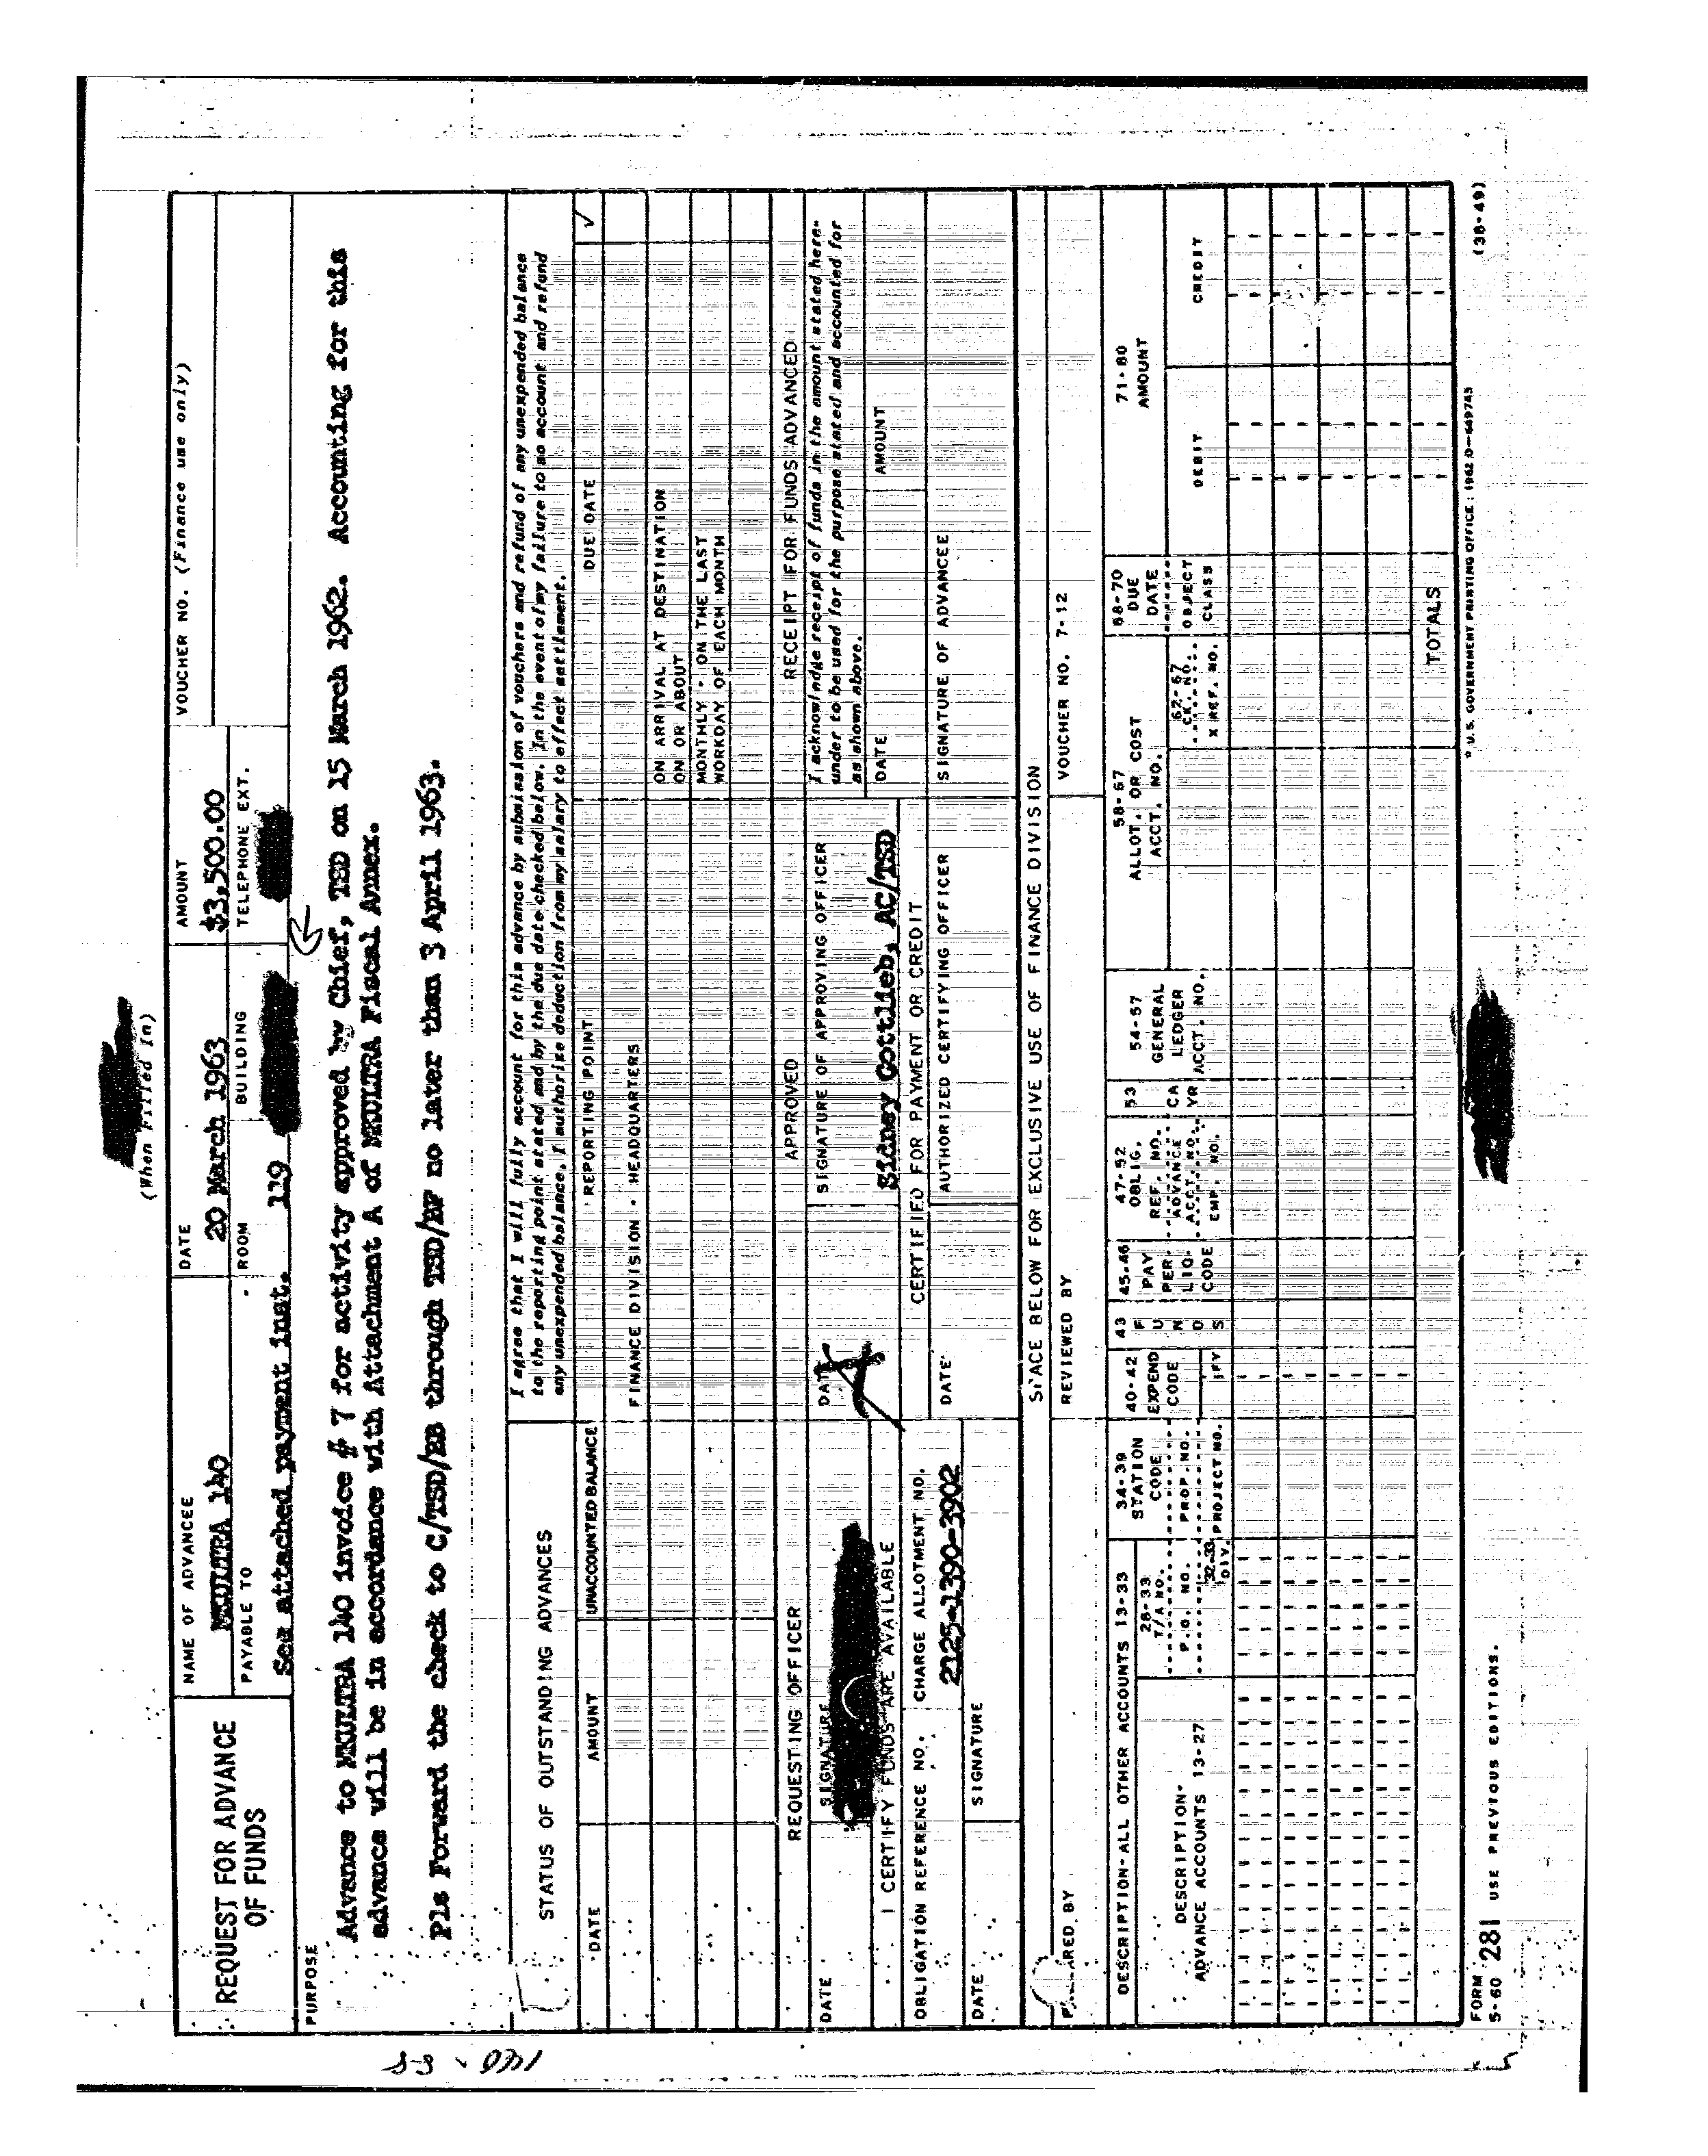 (When Filled In)
REQUEST FOR ADVANCE
OF FUNDS
NAME OF ADVANCEE
MKULTRA 140
DATE
20 March 1963
AMOUNT
$3,500.00
VOUCHER NO. (Finance use only)
PAYABLE TO
See attached payment inst.
ROOM
119
BUILDING
TELEPHONE EXT.
PURPOSE
Advance to MKULTRA 140 invoice # 7 for activity approved by Chief, TSD on 15 March 1962. Accounting for this
advance will be in accordance with Attachment A of MKULTRA Fiscal Annex.
Pls Forward the check to C/TSD/BB through TSD/BF no later than 3 April 1963.
STATUS OF OUTSTANDING ADVANCES
I agree that I will fully account for this advance by submission of vouchers and refund of any unexpended balance
to the reporting point stated and by the due date checked below. In the event of my failure to so account and refund
any unexpended balance, I authorize deduction from my salary to effect settlement.
DATE
AMOUNT
UNACCOUNTED BALANCE
REPORTING POINT
DUE DATE
✓
FINANCE DIVISION - HEADQUARTERS
ON ARRIVAL AT DESTINATION
ON OR ABOUT
MONTHLY - ON THE LAST
WORKDAY OF EACH MONTH
REQUESTING OFFICER
APPROVED
RECEIPT FOR FUNDS ADVANCED
DATE
SIGNATURE
DATE
SIGNATURE OF APPROVING OFFICER
Sidney Gottlieb, AC/TSD
I acknowledge receipt of funds in the amount stated here-
under to be used for the purpose stated and accounted for
as shown above.
I CERTIFY FUNDS ARE AVAILABLE
CERTIFIED FOR PAYMENT OR CREDIT
DATE
AMOUNT
OBLIGATION REFERENCE NO.
CHARGE ALLOTMENT NO.
2125-1390-3902
DATE
AUTHORIZED CERTIFYING OFFICER
SIGNATURE OF ADVANCEE
DATE
SIGNATURE
SPACE BELOW FOR EXCLUSIVE USE OF FINANCE DIVISION
PREPARED BY
REVIEWED BY
VOUCHER NO. 7-12
DESCRIPTION-ALL OTHER ACCOUNTS 13-33
DESCRIPTION-
ADVANCE ACCOUNTS 13-27
28-33
T/A NO.
P.O. NO.
32-33
DIV.
34-39
STATION
CODE
PROP. NO.
PROJECT NO.
40-42
EXPEND
CODE
FY
43
FUNDS
45-46
PAY
PER.
LIQ.
CODE
47-52
OBLIG.
REF. NO.
ADVANCE
ACCT. NO.
EMP. NO.
53
CA
YR
54-57
GENERAL
LEDGER
ACCT. NO.
58-67
ALLOT. OR COST
ACCT. NO.
62-67
CK. NO.
X REF. NO.
68-70
DUE
DATE
OBJECT
CLASS
71-80
AMOUNT
DEBIT
CREDIT
TOTALS
FORM
5-60 281 USE PREVIOUS EDITIONS.
* U.S. GOVERNMENT PRINTING OFFICE: 1962 O-649745
(38-49)